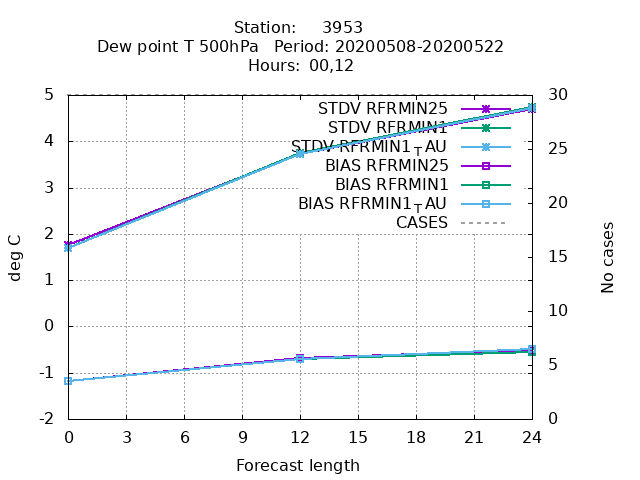 Station: 3953
Dew point T 500hPa Period: 20200508-20200522
Hours: 00,12
5
4
3
2
1
0
-1
-2
deg C
30
25
20
15
10
5
0
No cases
STDV RFRMIN25
STDV RFRMIN1
STDV RFRMIN1TAU
BIAS RFRMIN25
BIAS RFRMIN1
BIAS RFRMIN1TAU
CASES
0 3 6 9 12 15 18 21 24
Forecast length